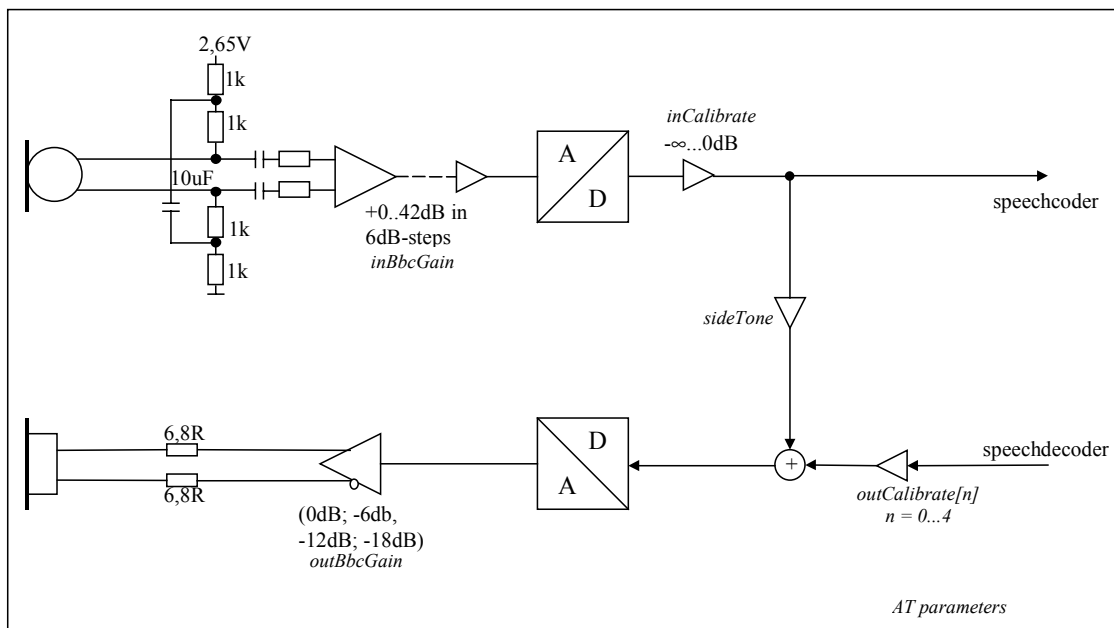 2,65V
1k
1k
10uF
1k
1k
+0..42dB in
6dB-steps
inBbcGain
A
D
inCalibrate
-∞...0dB
speechcoder
sideTone
6,8R
6,8R
(0dB; -6db,
-12dB; -18dB)
outBbcGain
D
A
+
speechdecoder
outCalibrate[n]
n = 0...4
AT parameters